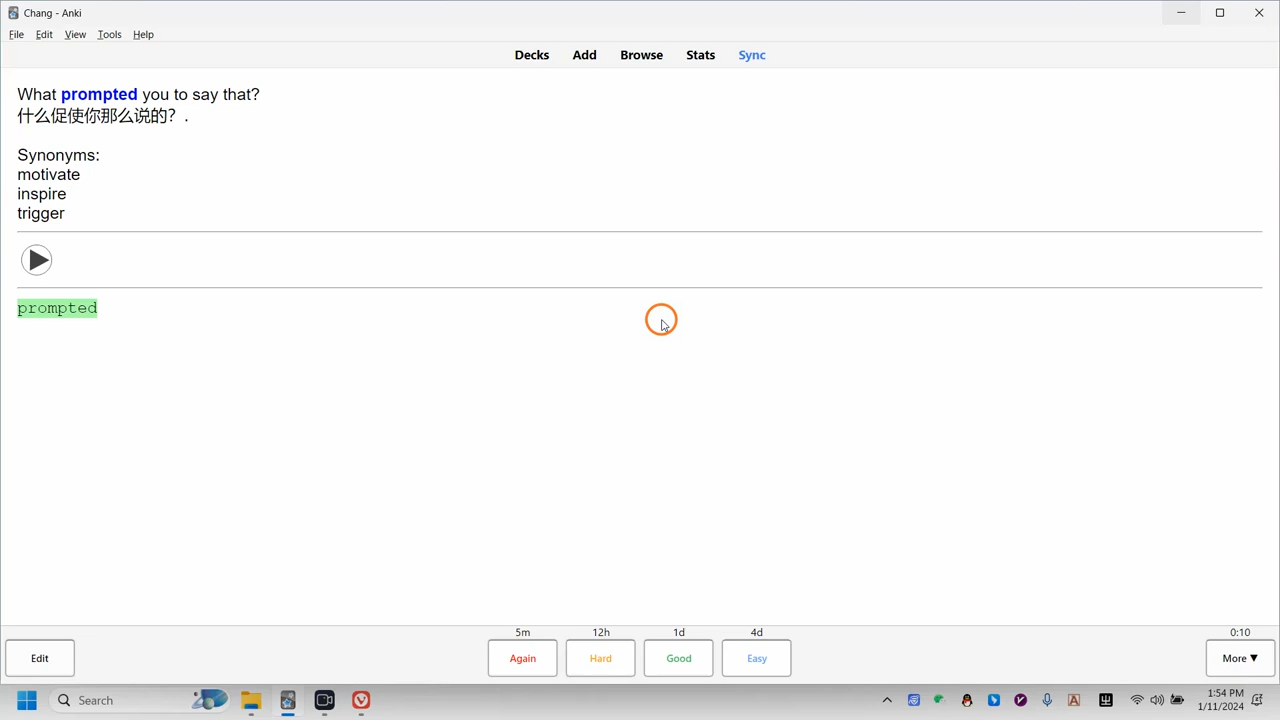 Chang - Anki
File Edit View Tools Help
Decks Add Browse Stats Sync
What prompted you to say that?
什么促使你那么说的? .
Synonyms:
motivate
inspire
trigger
prompted
5m 12h 1d 4d 0:10
Edit Again Hard Good Easy More ▼
Search
1:54 PM
1/11/2024